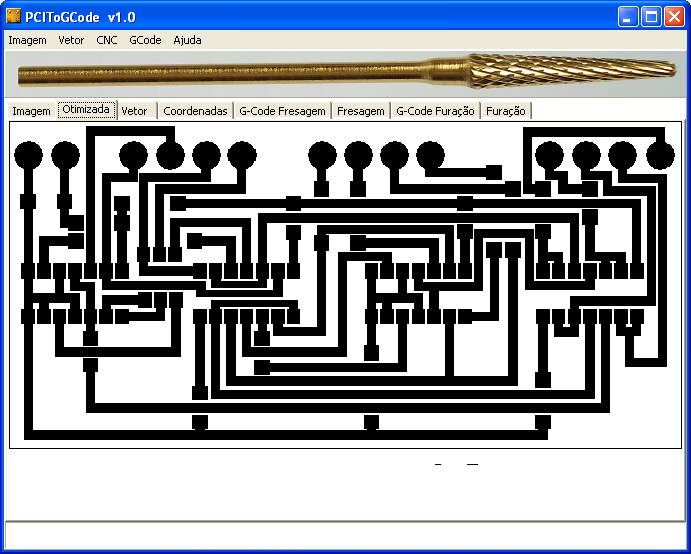 PCIToGCode v1.0
Imagem Vetor CNC GCode Ajuda
Imagem Otimizada Vetor Coordenadas G-Code Fresagem Fresagem G-Code Furação Furação